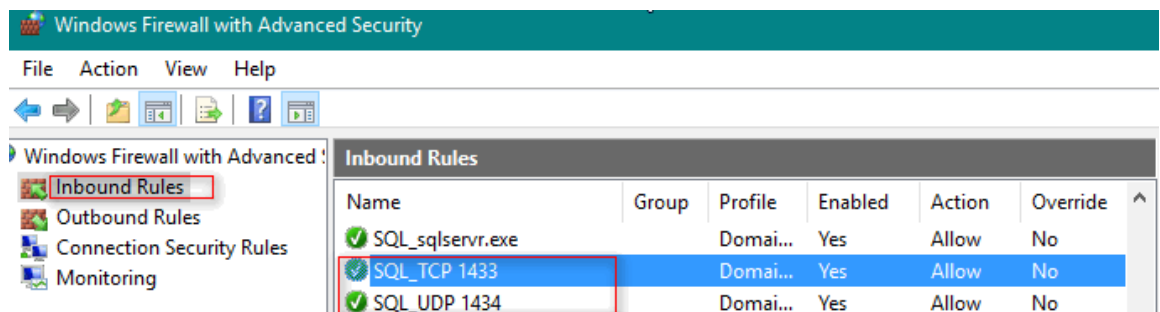 Windows Firewall with Advanced Security
File Action View Help
Windows Firewall with Advanced S
Inbound Rules
Outbound Rules
Connection Security Rules
Monitoring
Inbound Rules
Name Group Profile Enabled Action Override
SQL_sqlservr.exe Domai... Yes Allow No
SQL_TCP 1433 Domai... Yes Allow No
SQL_UDP 1434 Domai... Yes Allow No